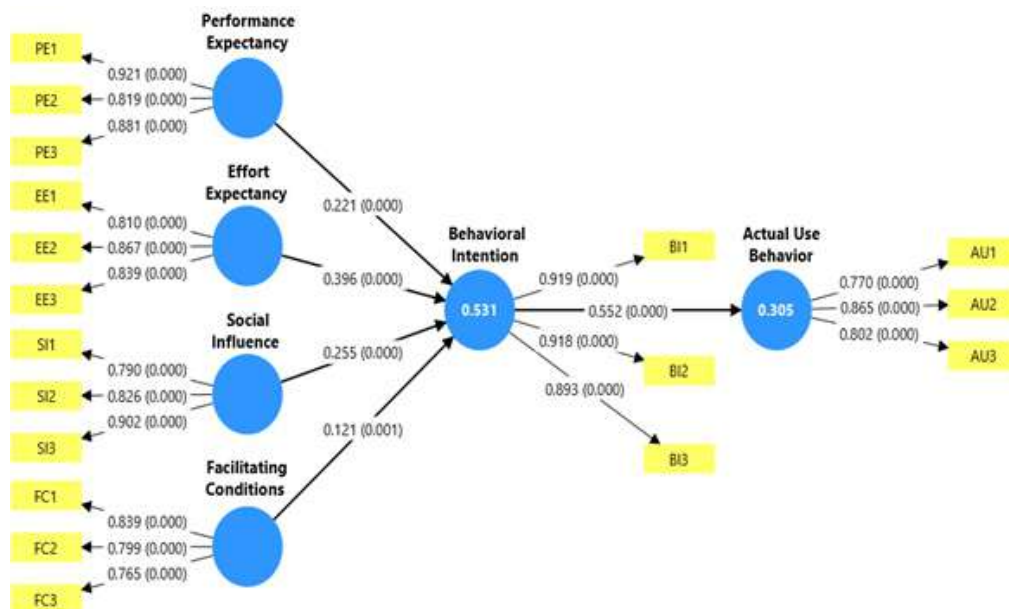 Performance
Expectancy
PE1
0.921 (0.000)
PE2
0.819 (0.000)
0.881 (0.000)
PE3
Effort
Expectancy
EE1
0.810 (0.000)
EE2
0.867 (0.000)
0.839 (0.000)
EE3
Social
Influence
SI1
0.790 (0.000)
SI2
0.826 (0.000)
0.902 (0.000)
SI3
Facilitating
Conditions
FC1
0.839 (0.000)
FC2
0.799 (0.000)
0.765 (0.000)
FC3
0.221 (0.000)
0.396 (0.000)
0.255 (0.000)
0.121 (0.001)
Behavioral
Intention
0.531
BI1
0.919 (0.000)
0.552 (0.000)
0.918 (0.000)
BI2
0.893 (0.000)
BI3
Actual Use
Behavior
0.305
AU1
0.770 (0.000)
0.865 (0.000)
AU2
0.802 (0.000)
AU3